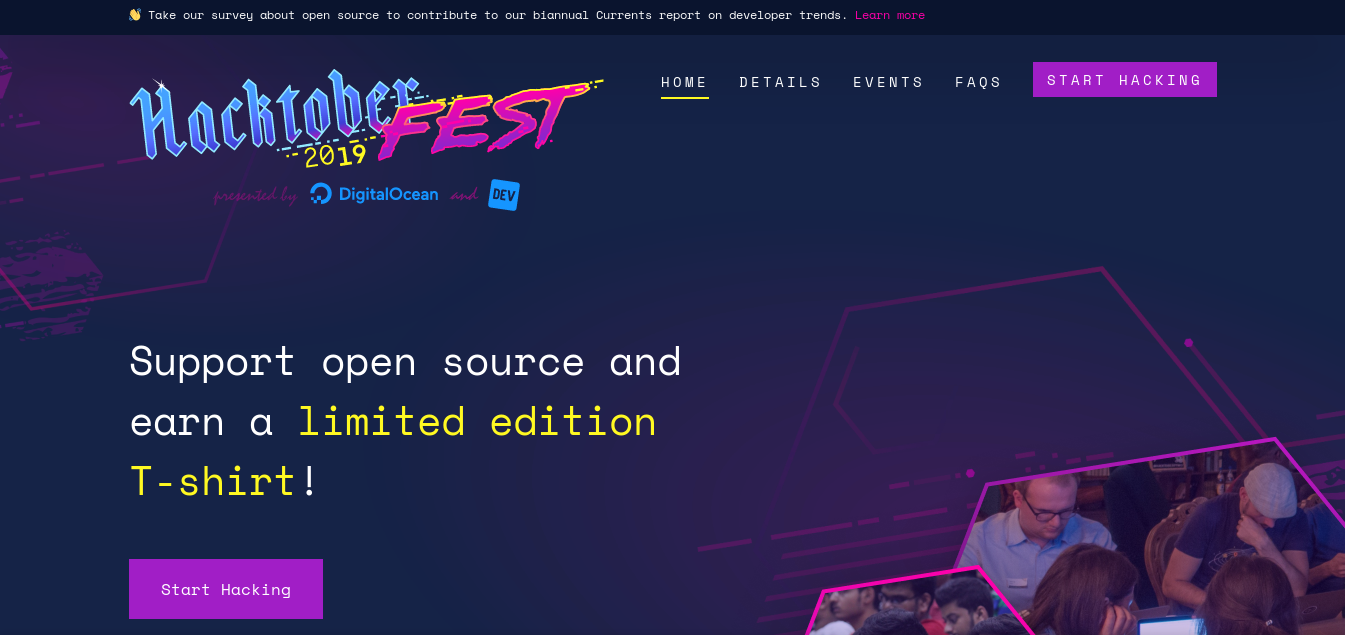 👋 Take our survey about open source to contribute to our biannual Currents report on developer trends. Learn more
Hacktoberfest
2019
presented by DigitalOcean and DEV
HOME DETAILS EVENTS FAQS START HACKING
Support open source and
earn a limited edition
T-shirt!
Start Hacking